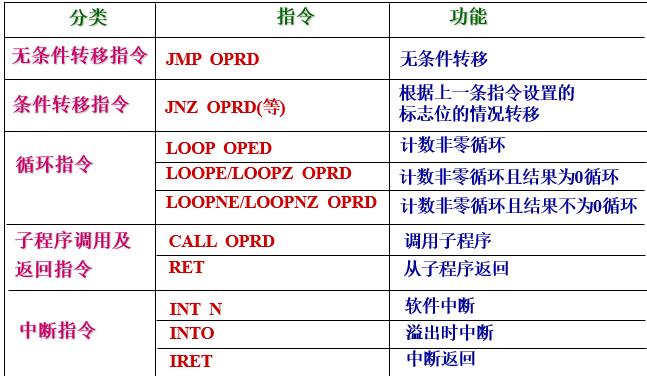 分类 指令 功能
无条件转移指令 JMP OPRD 无条件转移
条件转移指令 JNZ OPRD(等) 根据上一条指令设置的
标志位的情况转移
循环指令 LOOP OPED 计数非零循环
LOOPE/LOOPZ OPRD 计数非零循环且结果为0循环
LOOPNE/LOOPNZ OPRD 计数非零循环且结果不为0循环
子程序调用及 CALL OPRD 调用子程序
返回指令 RET 从子程序返回
中断指令 INT N 软件中断
INTO 溢出时中断
IRET 中断返回